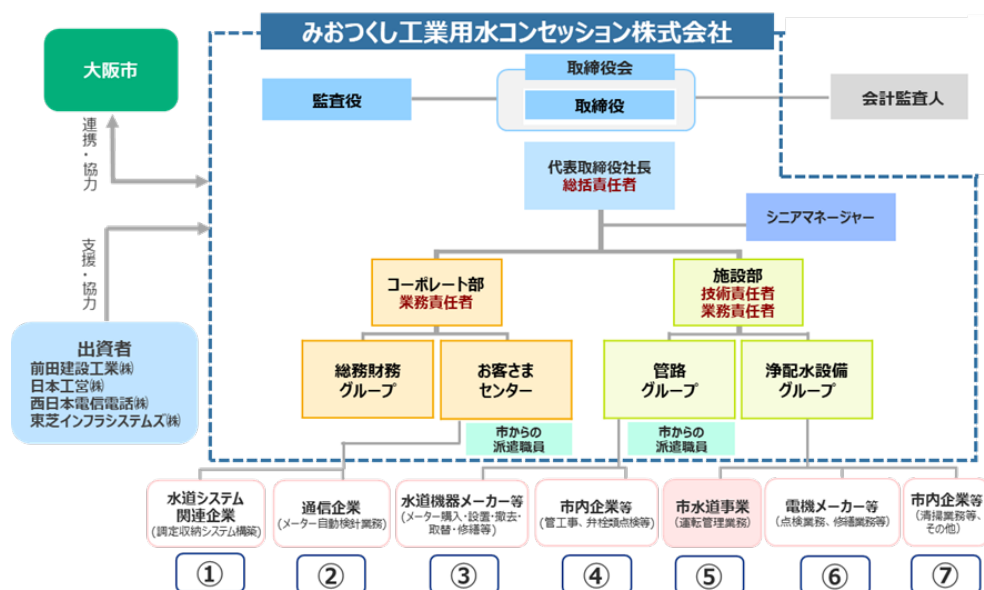 みおつくし工業用水コンセッション株式会社
大阪市
連携・協力
監査役
取締役会
取締役
会計監査人
代表取締役社長
総括責任者
シニアマネージャー
支援・協力
コーポレート部
業務責任者
施設部
技術責任者
業務責任者
出資者
前田建設工業㈱
日本工営㈱
西日本電信電話㈱
東芝インフラシステムズ㈱
総務財務
グループ
お客さま
センター
管路
グループ
浄配水設備
グループ
市からの
派遣職員
市からの
派遣職員
水道システム
関連企業
(調定収納システム構築)
通信企業
(メーター自動検針業務)
水道機器メーカー等
(メーター購入・設置・撤去・
取替・修繕等)
市内企業等
(管工事、弁栓類点検等)
市水道事業
(運転管理業務)
電機メーカー等
(点検業務、修繕業務等)
市内企業等
(清掃業務等、
その他)
①
②
③
④
⑤
⑥
⑦